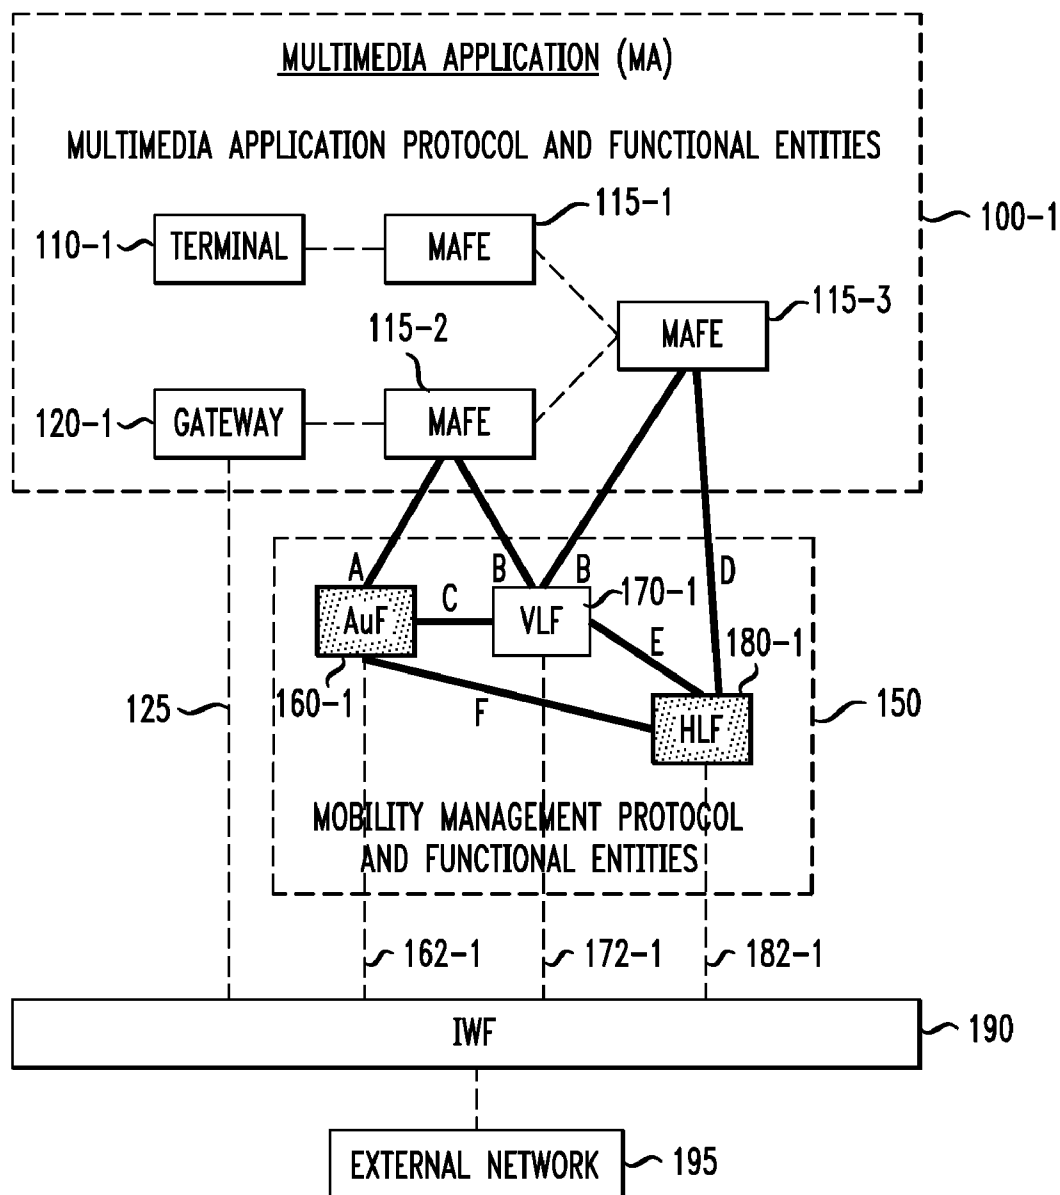 MULTIMEDIA APPLICATION (MA)
MULTIMEDIA APPLICATION PROTOCOL AND FUNCTIONAL ENTITIES
115-1
100-1
110-1
TERMINAL
MAFE
115-3
115-2
MAFE
120-1
GATEWAY
MAFE
A
B
B
D
C
170-1
AuF
VLF
E
180-1
160-1
125
F
HLF
150
MOBILITY MANAGEMENT PROTOCOL
AND FUNCTIONAL ENTITIES
162-1
172-1
182-1
IWF
190
EXTERNAL NETWORK
195